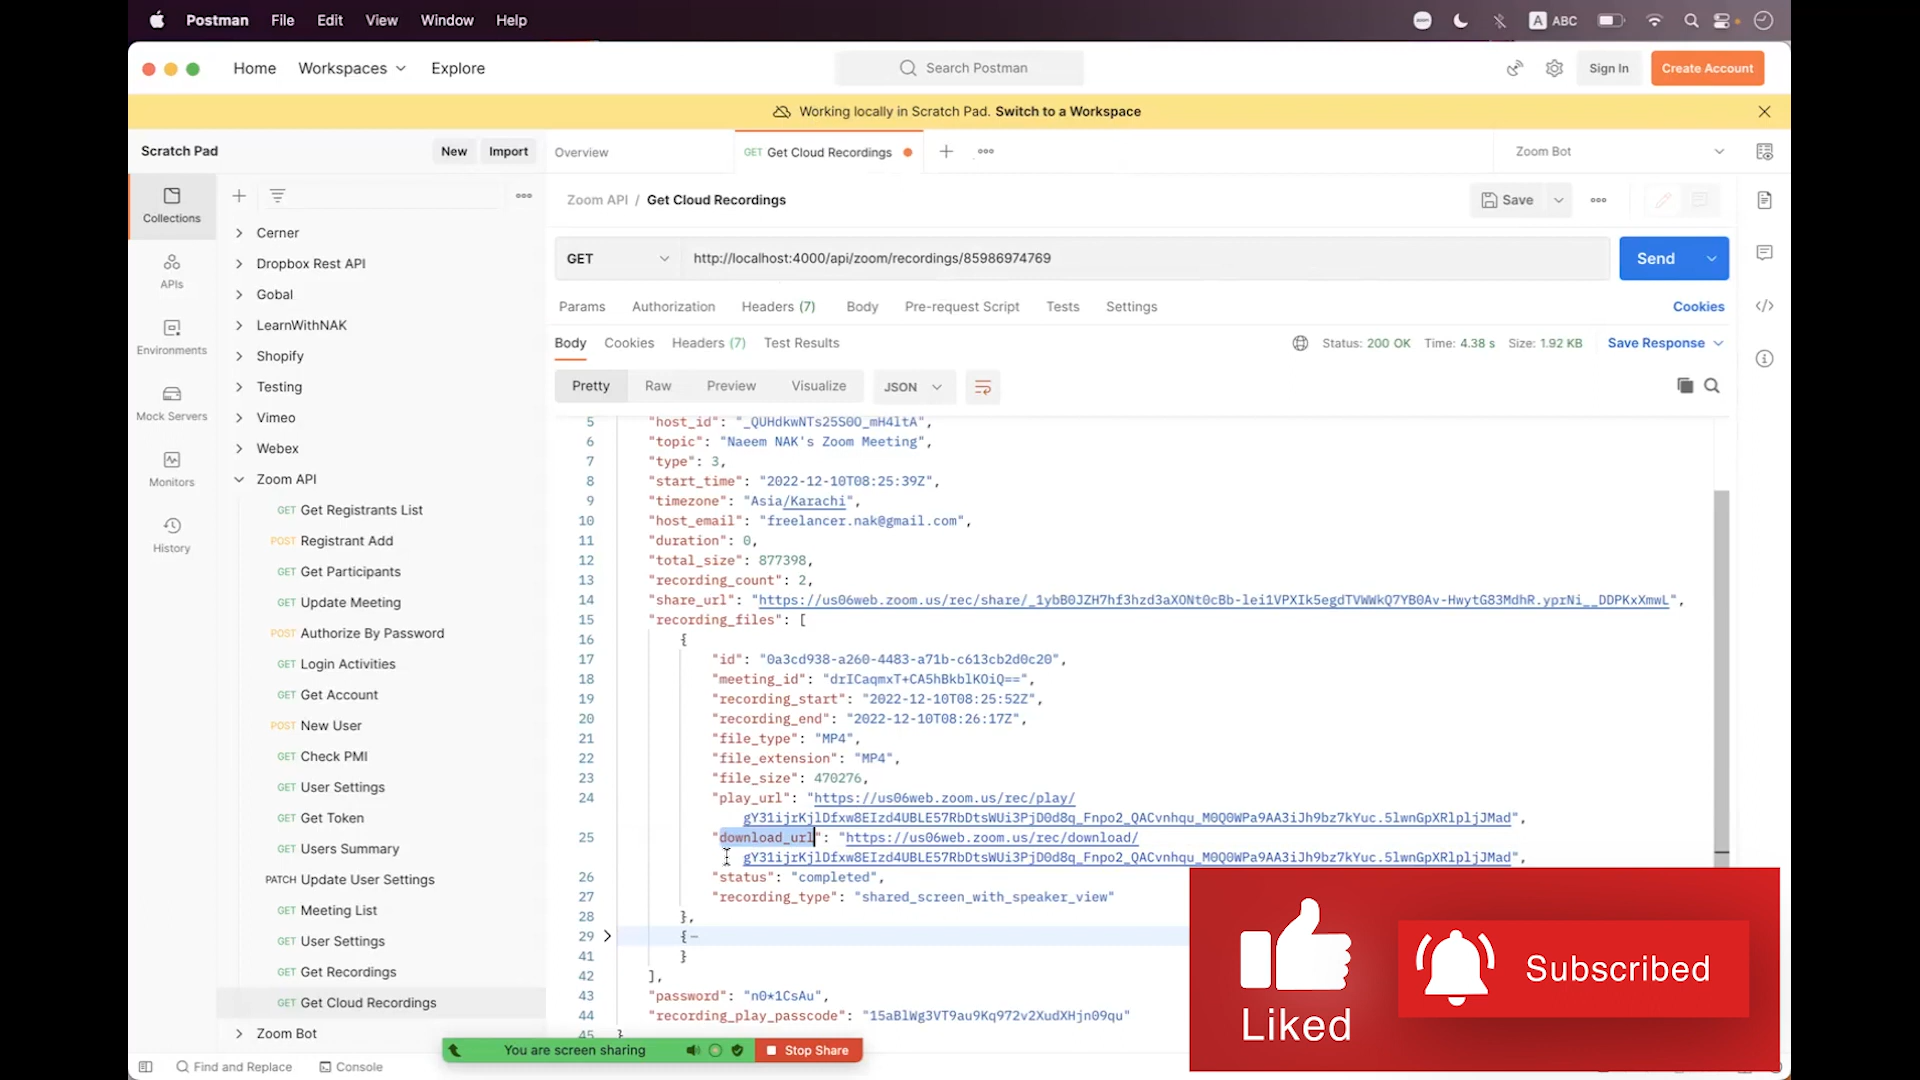 Postman File Edit View Window Help
A ABC
Home Workspaces Explore
Search Postman
Sign In Create Account
Working locally in Scratch Pad. Switch to a Workspace
Scratch Pad New Import
Overview GET Get Cloud Recordings
Zoom Bot
Zoom API / Get Cloud Recordings
Save
GET http://localhost:4000/api/zoom/recordings/85986974769 Send
Params Authorization Headers (7) Body Pre-request Script Tests Settings Cookies
Body Cookies Headers (7) Test Results Status: 200 OK Time: 4.38 s Size: 1.92 KB Save Response
Pretty Raw Preview Visualize JSON
Collections
APIs
Environments
Mock Servers
Monitors
History
Cerner
Dropbox Rest API
Gobal
LearnWithNAK
Shopify
Testing
Vimeo
Webex
Zoom API
GET Get Registrants List
POST Registrant Add
GET Get Participants
GET Update Meeting
POST Authorize By Password
GET Login Activities
GET Get Account
POST New User
GET Check PMI
GET User Settings
GET Get Token
GET Users Summary
PATCH Update User Settings
GET Meeting List
GET User Settings
GET Get Recordings
GET Get Cloud Recordings
Zoom Bot
5 "host_id": "_QUHdkwNTs25S0O_mH4ltA",
6 "topic": "Naeem NAK's Zoom Meeting",
7 "type": 3,
8 "start_time": "2022-12-10T08:25:39Z",
9 "timezone": "Asia/Karachi",
10 "host_email": "freelancer.nak@gmail.com",
11 "duration": 0,
12 "total_size": 877398,
13 "recording_count": 2,
14 "share_url": "https://us06web.zoom.us/rec/share/_1ybB0JZH7hf3hzd3aXONt0cBb-lei1VPXIk5egdTVWWkQ7YB0Av-HwytG83MdhR.yprNi__DDPKxXmwL",
15 "recording_files": [
16 {
17 "id": "0a3cd938-a260-4483-a71b-c613cb2d0c20",
18 "meeting_id": "drICaqmxT+CA5hBkblKOiQ==",
19 "recording_start": "2022-12-10T08:25:52Z",
20 "recording_end": "2022-12-10T08:26:17Z",
21 "file_type": "MP4",
22 "file_extension": "MP4",
23 "file_size": 470276,
24 "play_url": "https://us06web.zoom.us/rec/play/
gY31ijrKjlDfxw8EIzd4UBLE57RbDtsWUi3PjD0d8q_Fnpo2_QACvnhqu_M0Q0WPa9AA3iJh9bz7kYuc.5lwnGpXRlpljJMad",
25 "download_url": "https://us06web.zoom.us/rec/download/
gY31ijrKjlDfxw8EIzd4UBLE57RbDtsWUi3PjD0d8q_Fnpo2_QACvnhqu_M0Q0WPa9AA3iJh9bz7kYuc.5lwnGpXRlpljJMad",
26 "status": "completed",
27 "recording_type": "shared_screen_with_speaker_view"
28 },
29 {
41 }
42 ],
43 "password": "n0*1CsAu",
44 "recording_play_passcode": "15aBlWg3VT9au9Kq972v2XudXHjn09qu"
45 }
You are screen sharing Stop Share
Find and Replace Console
Liked
Subscribed